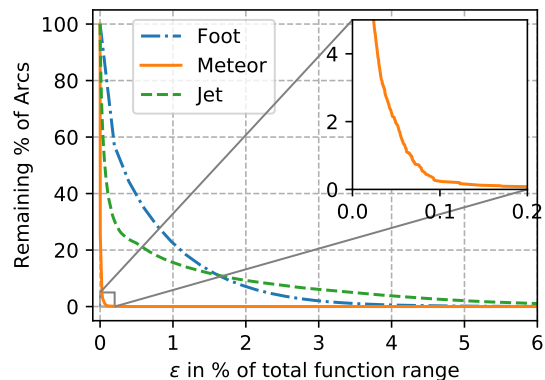 Remaining % of Arcs
100
80
60
40
20
0
Foot
Meteor
Jet
4
2
0
0.0 0.1 0.2
0 1 2 3 4 5 6
ε in % of total function range